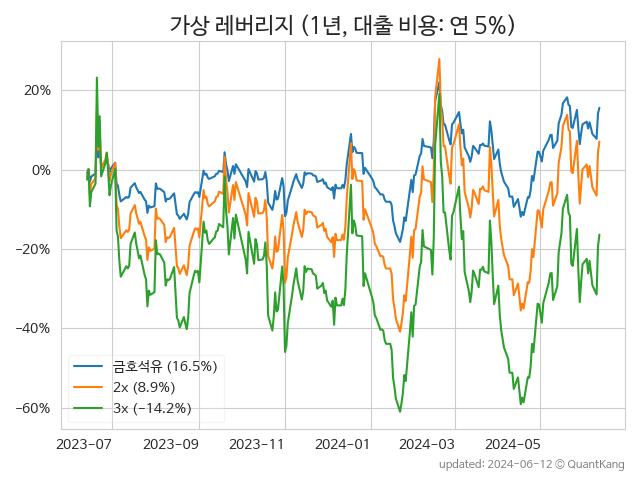 가상 레버리지 (1년, 대출 비용: 연 5%)
20%
0%
−20%
−40%
−60%
금호석유 (16.5%)
2x (8.9%)
3x (−14.2%)
2023-07
2023-09
2023-11
2024-01
2024-03
2024-05
updated: 2024-06-12 © QuantKang